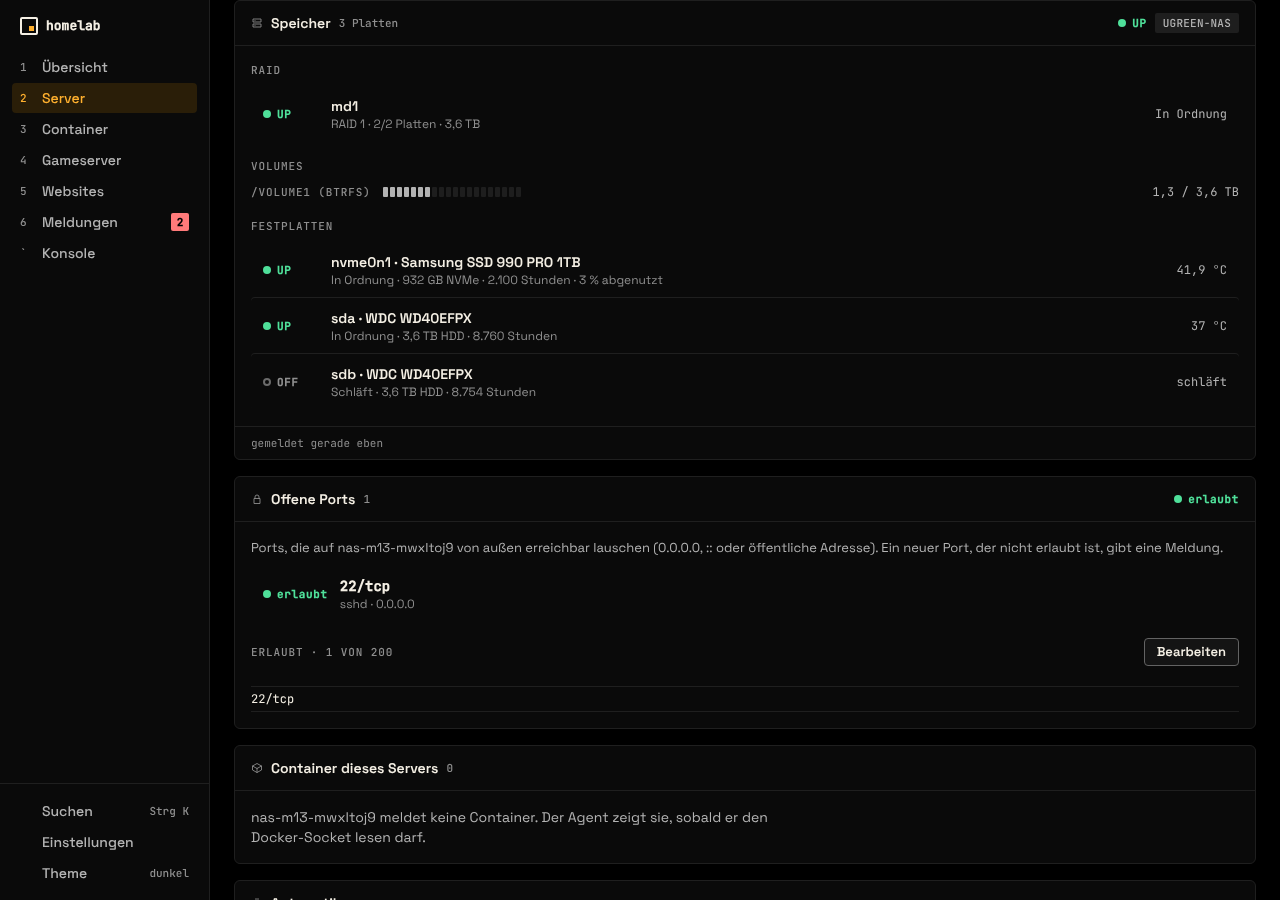 homelab
1 Übersicht
2 Server
3 Container
4 Gameserver
5 Websites
6 Meldungen 2
` Konsole
Suchen Strg K
Einstellungen
Theme dunkel
Speicher 3 Platten UP UGREEN-NAS
RAID
UP md1 In Ordnung
RAID 1 · 2/2 Platten · 3,6 TB
VOLUMES
/VOLUME1 (BTRFS) 1,3 / 3,6 TB
FESTPLATTEN
UP nvme0n1 · Samsung SSD 990 PRO 1TB 41,9 °C
In Ordnung · 932 GB NVMe · 2.100 Stunden · 3 % abgenutzt
UP sda · WDC WD40EFPX 37 °C
In Ordnung · 3,6 TB HDD · 8.760 Stunden
OFF sdb · WDC WD40EFPX schläft
Schläft · 3,6 TB HDD · 8.754 Stunden
gemeldet gerade eben
Offene Ports 1 erlaubt
Ports, die auf nas-m13-mwxltoj9 von außen erreichbar lauschen (0.0.0.0, :: oder öffentliche Adresse). Ein neuer Port, der nicht erlaubt ist, gibt eine Meldung.
erlaubt 22/tcp
sshd · 0.0.0.0
ERLAUBT · 1 VON 200 Bearbeiten
22/tcp
Container dieses Servers 0
nas-m13-mwxltoj9 meldet keine Container. Der Agent zeigt sie, sobald er den
Docker-Socket lesen darf.